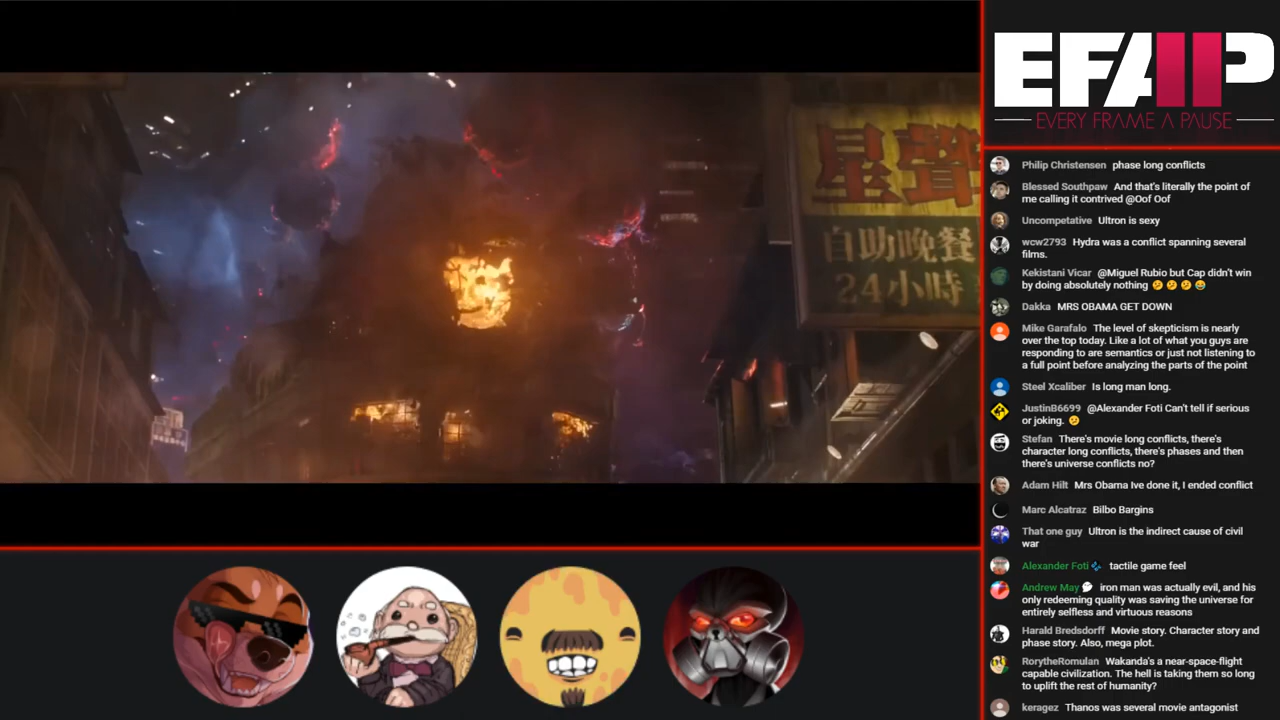 星聲
自助晚餐
24小時
EFAP
EVERY FRAME A PAUSE
Philip Christensen phase long conflicts
Blessed Southpaw And that's literally the point of
me calling it contrived @Oof Oof
Uncompetative Ultron is sexy
wcw2793 Hydra was a conflict spanning several
films.
Kekistani Vicar @Miguel Rubio but Cap didn't win
by doing absolutely nothing 🤔 🤔 🤔 😂
Dakka MRS OBAMA GET DOWN
Mike Garafalo The level of skepticism is nearly
over the top today. Like a lot of what you guys are
responding to are semantics or just not listening to
a full point before analyzing the parts of the point
Steel Xcaliber Is long man long.
JustinB6699 @Alexander Foti Can't tell if serious
or joking. 😕
Stefan There's movie long conflicts, there's
character long conflicts, there's phases and then
there's universe conflicts no?
Adam Hilt Mrs Obama Ive done it, I ended conflict
Marc Alcatraz Bilbo Bargins
That one guy Ultron is the indirect cause of civil
war
Alexander Foti tactile game feel
Andrew May iron man was actually evil, and his
only redeeming quality was saving the universe for
entirely selfless and virtuous reasons
Harald Bredsdorff Movie story. Character story and
phase story. Also, mega plot.
RorytheRomulan Wakanda's a near-space-flight
capable civilization. The hell is taking them so long
to uplift the rest of humanity?
keragez Thanos was several movie antagonist